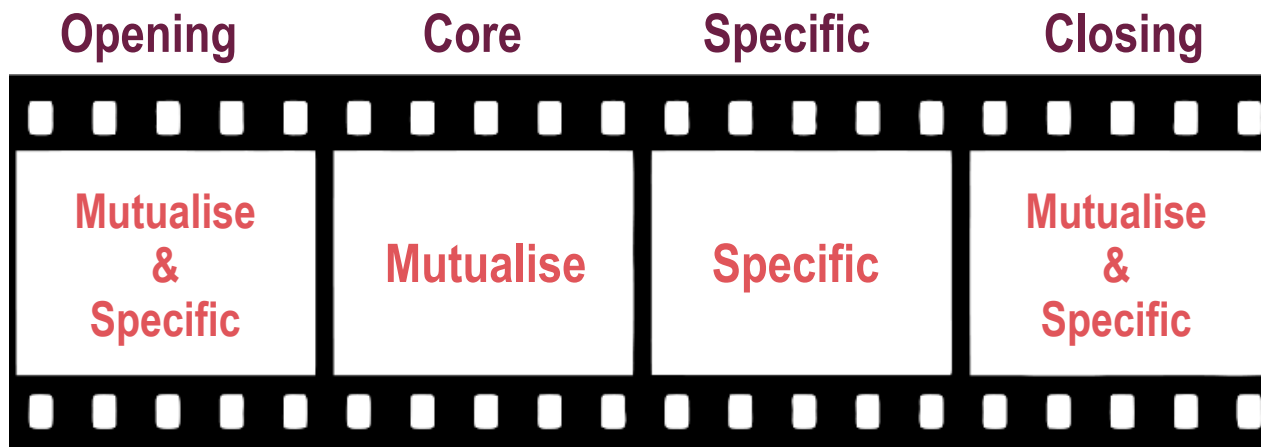 Opening Core Specific Closing
Mutualise
&
Specific
Mutualise
Specific
Mutualise
&
Specific